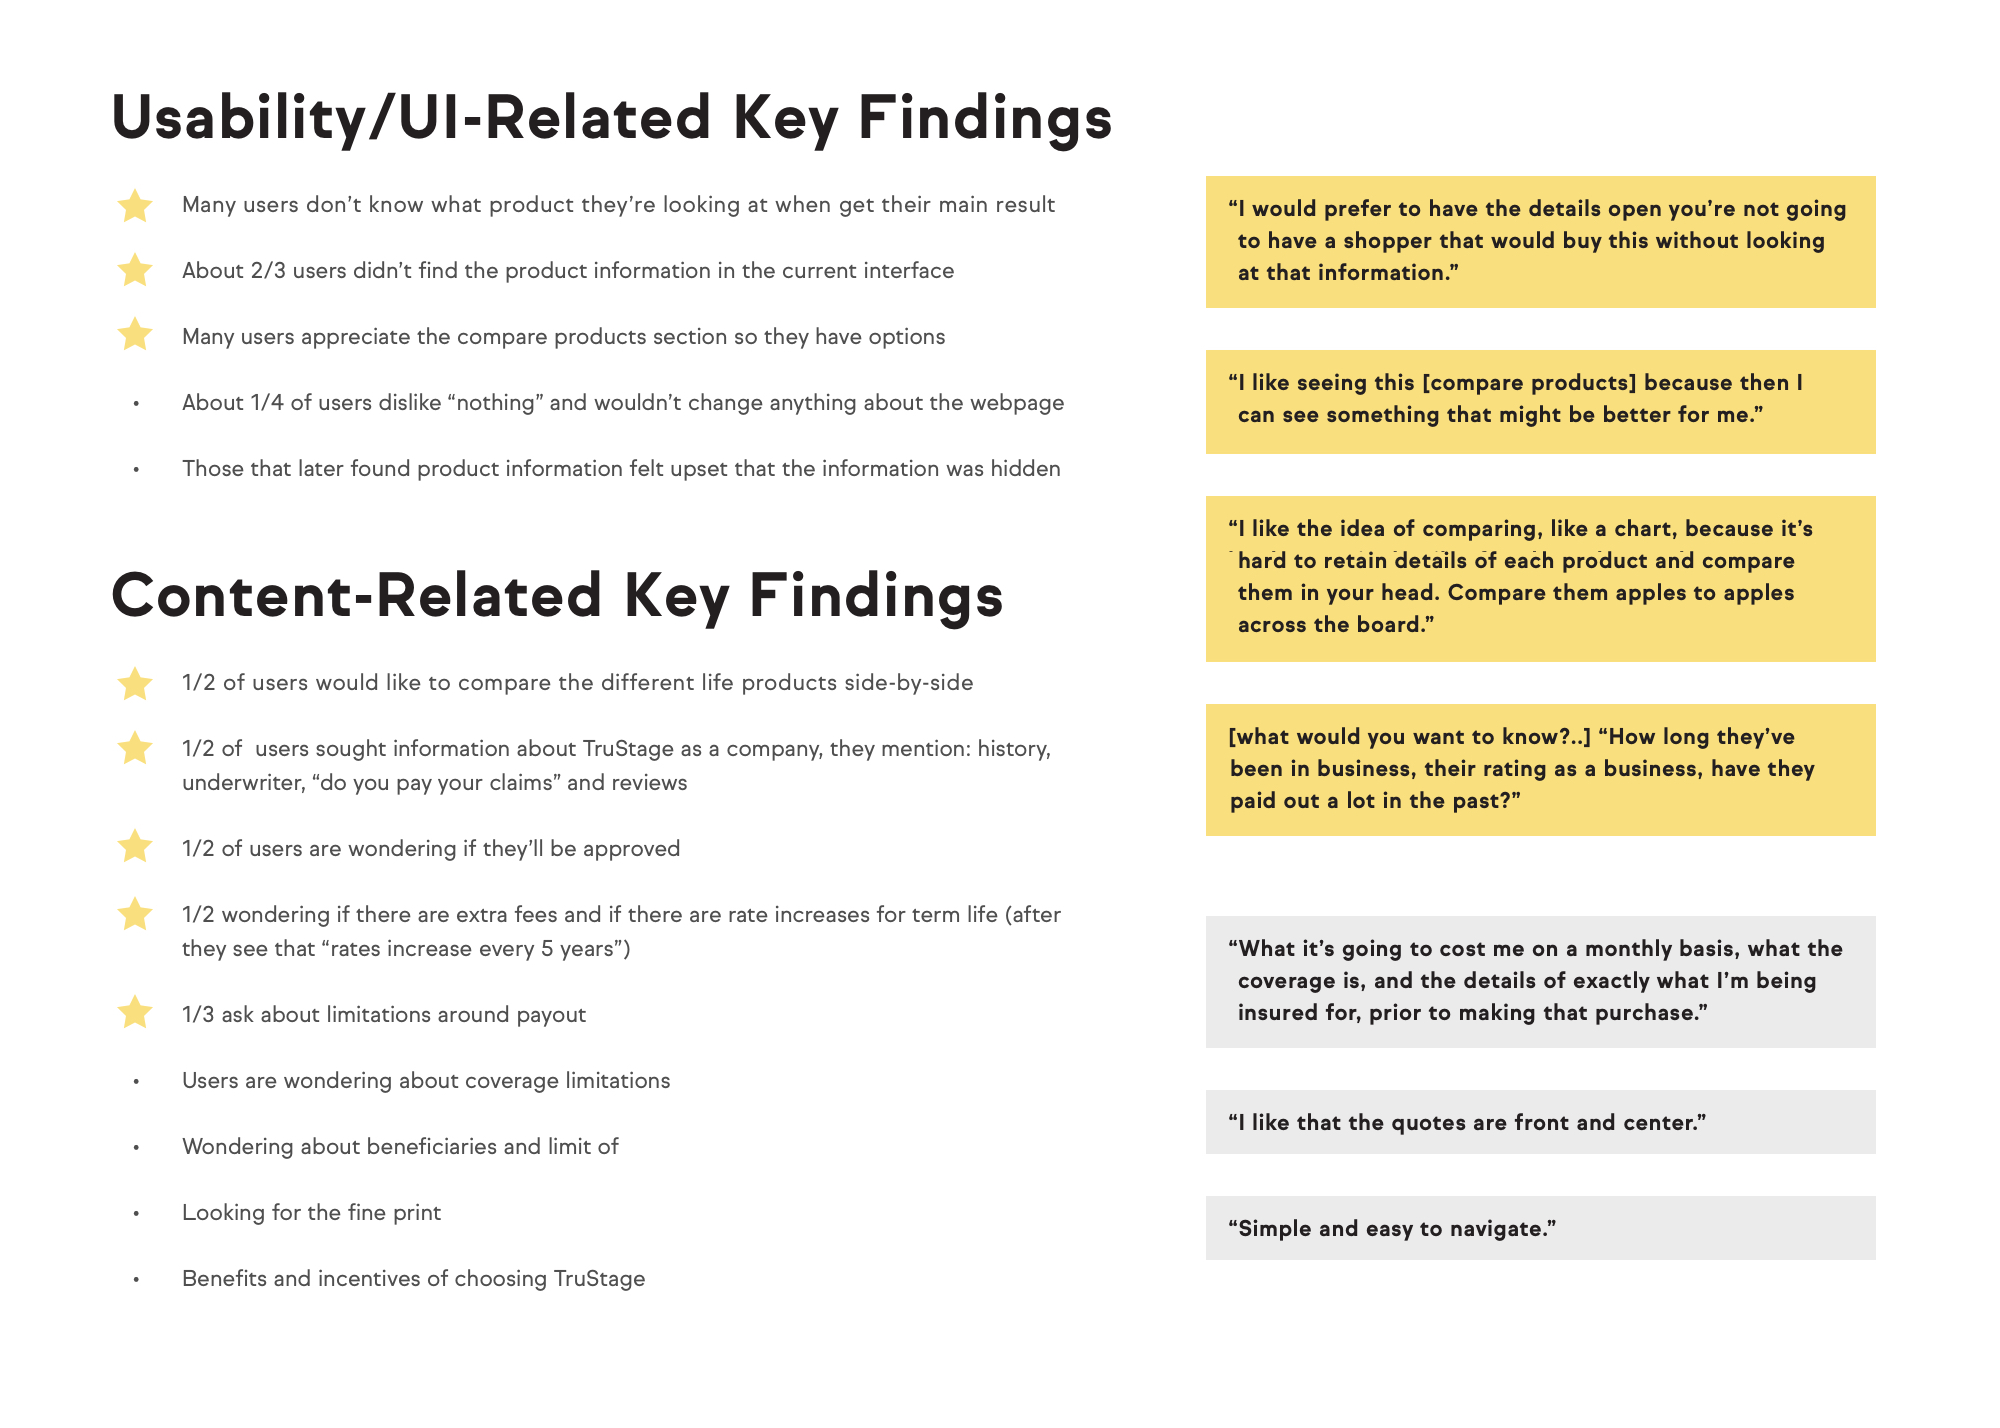 Usability/UI-Related Key Findings
Many users don’t know what product they’re looking at when get their main result
About 2/3 users didn’t find the product information in the current interface
Many users appreciate the compare products section so they have options
• About 1/4 of users dislike “nothing” and wouldn’t change anything about the webpage
• Those that later found product information felt upset that the information was hidden
Content-Related Key Findings
1/2 of users would like to compare the different life products side-by-side
1/2 of  users sought information about TruStage as a company, they mention: history,
underwriter, “do you pay your claims” and reviews
1/2 of users are wondering if they’ll be approved
1/2 wondering if there are extra fees and if there are rate increases for term life (after
they see that “rates increase every 5 years”)
1/3 ask about limitations around payout
• Users are wondering about coverage limitations
• Wondering about beneficiaries and limit of
• Looking for the fine print
• Benefits and incentives of choosing TruStage
“I would prefer to have the details open you’re not going
to have a shopper that would buy this without looking
at that information.”
“I like seeing this [compare products] because then I
can see something that might be better for me.”
“I like the idea of comparing, like a chart, because it’s
hard to retain details of each product and compare
them in your head. Compare them apples to apples
across the board.”
[what would you want to know?..] “How long they’ve
been in business, their rating as a business, have they
paid out a lot in the past?”
“What it’s going to cost me on a monthly basis, what the
coverage is, and the details of exactly what I’m being
insured for, prior to making that purchase.”
“I like that the quotes are front and center.”
“Simple and easy to navigate.”